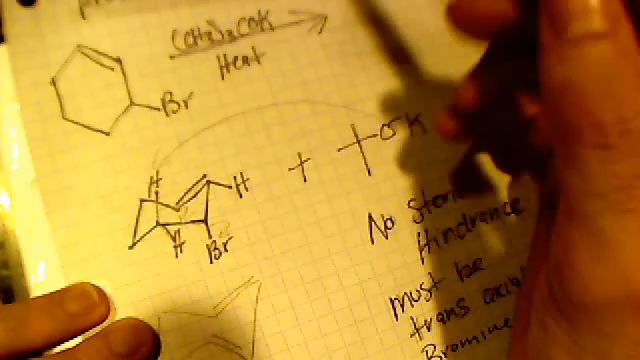 (CH3)3COK
Heat
Br
H
H
H
Br
+
OK
No Steric
Hindrance
must be
trans axial
Bromine